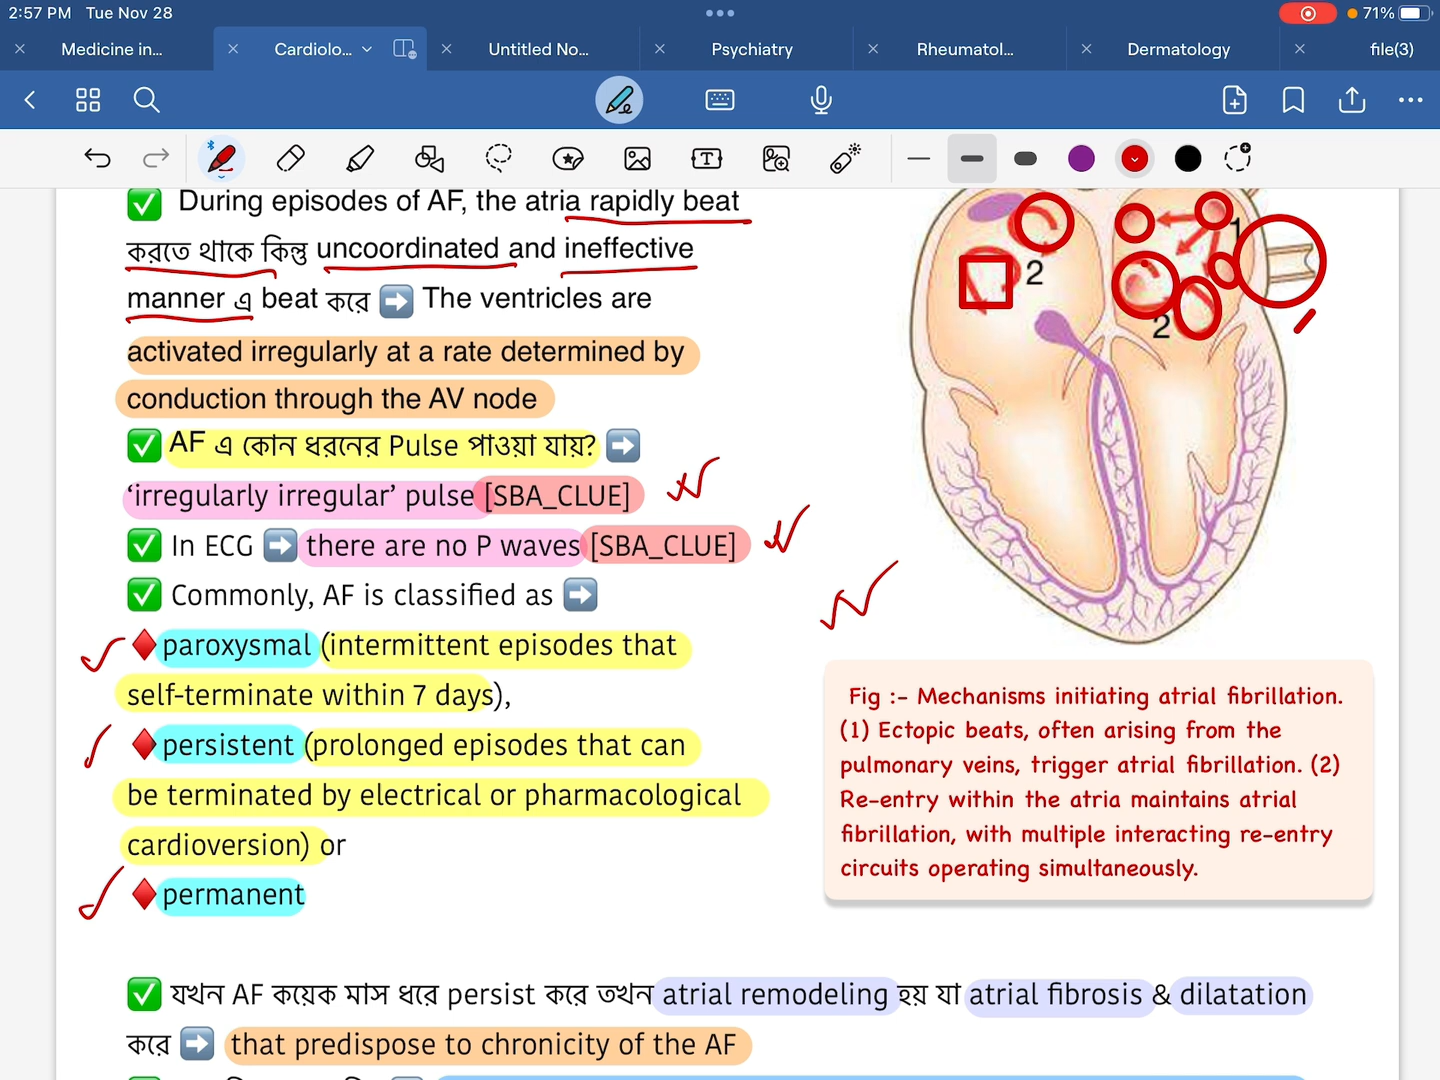 2:57 PM Tue Nov 28
71%
Medicine in... Cardiolo... Untitled No... Psychiatry Rheumatol... Dermatology file(3)
✅ During episodes of AF, the atria rapidly beat
করতে থাকে কিন্তু uncoordinated and ineffective
manner এ beat করে ➡️ The ventricles are
activated irregularly at a rate determined by
conduction through the AV node
✅ AF এ কোন ধরনের Pulse পাওয়া যায়? ➡️
‘irregularly irregular’ pulse [SBA_CLUE]
✅ In ECG ➡️ there are no P waves [SBA_CLUE]
✅ Commonly, AF is classified as ➡️
♦️ paroxysmal (intermittent episodes that
self-terminate within 7 days),
♦️ persistent (prolonged episodes that can
be terminated by electrical or pharmacological
cardioversion) or
♦️ permanent
1
2
2
Fig :- Mechanisms initiating atrial fibrillation.
(1) Ectopic beats, often arising from the
pulmonary veins, trigger atrial fibrillation. (2)
Re-entry within the atria maintains atrial
fibrillation, with multiple interacting re-entry
circuits operating simultaneously.
✅ যখন AF কয়েক মাস ধরে persist করে তখন atrial remodeling হয় যা atrial fibrosis & dilatation
করে ➡️ that predispose to chronicity of the AF